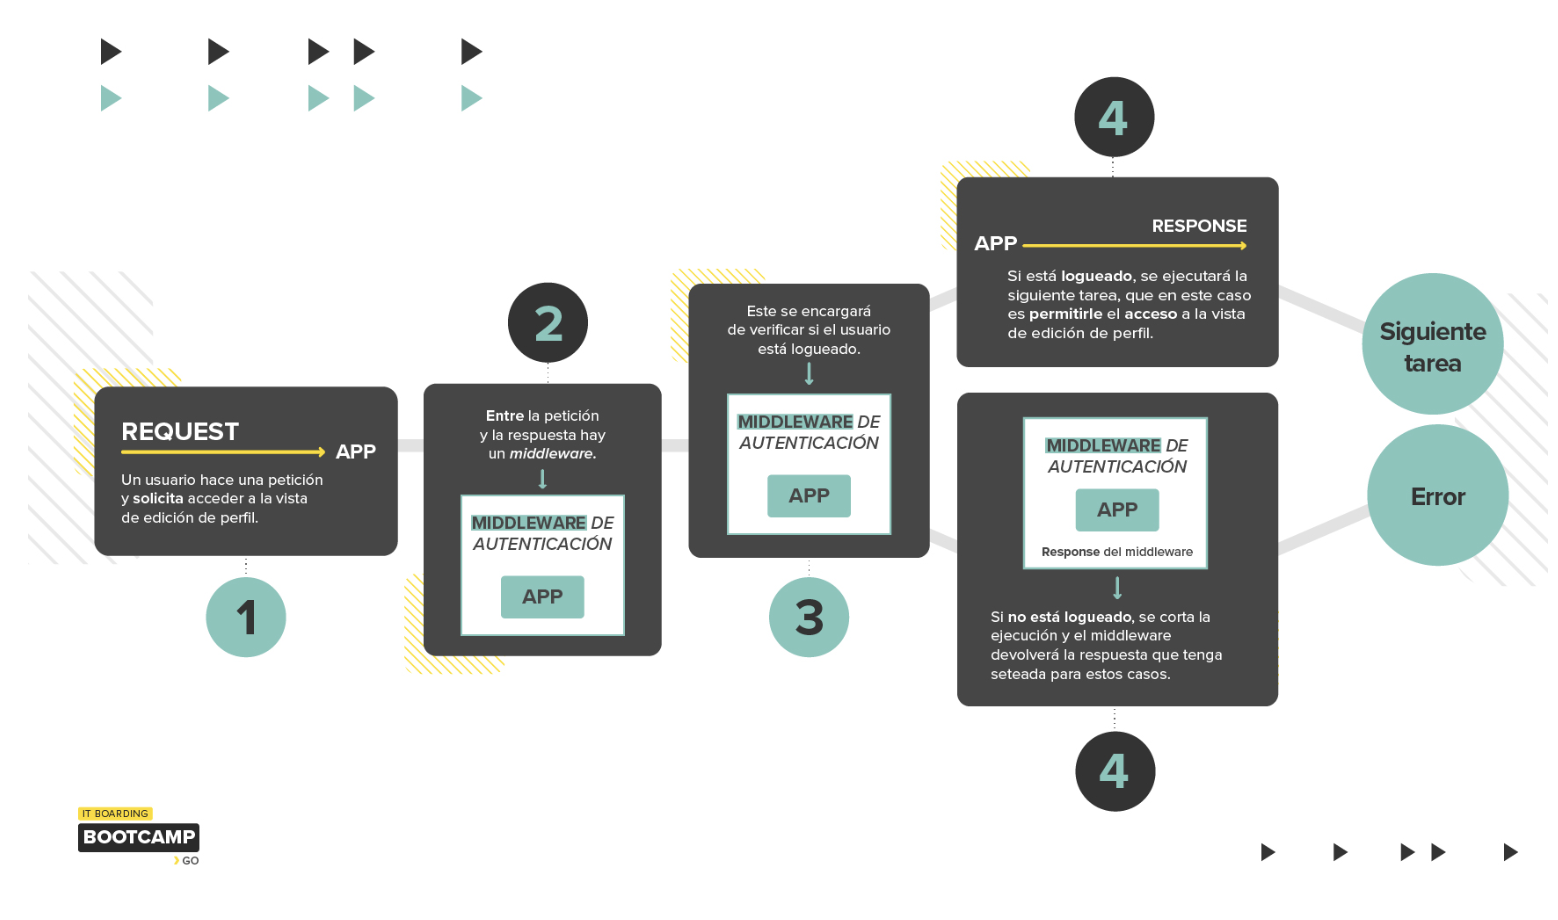 REQUEST
APP
Un usuario hace una petición
y solicita acceder a la vista
de edición de perfil.
1
2
Entre la petición
y la respuesta hay
un middleware.
MIDDLEWARE DE
AUTENTICACIÓN
APP
Este se encargará
de verificar si el usuario
está logueado.
MIDDLEWARE DE
AUTENTICACIÓN
APP
3
4
RESPONSE
APP
Si está logueado, se ejecutará la
siguiente tarea, que en este caso
es permitirle el acceso a la vista
de edición de perfil.
Siguiente
tarea
MIDDLEWARE DE
AUTENTICACIÓN
APP
Response del middleware
Si no está logueado, se corta la
ejecución y el middleware
devolverá la respuesta que tenga
seteada para estos casos.
4
Error
IT BOARDING
BOOTCAMP
GO